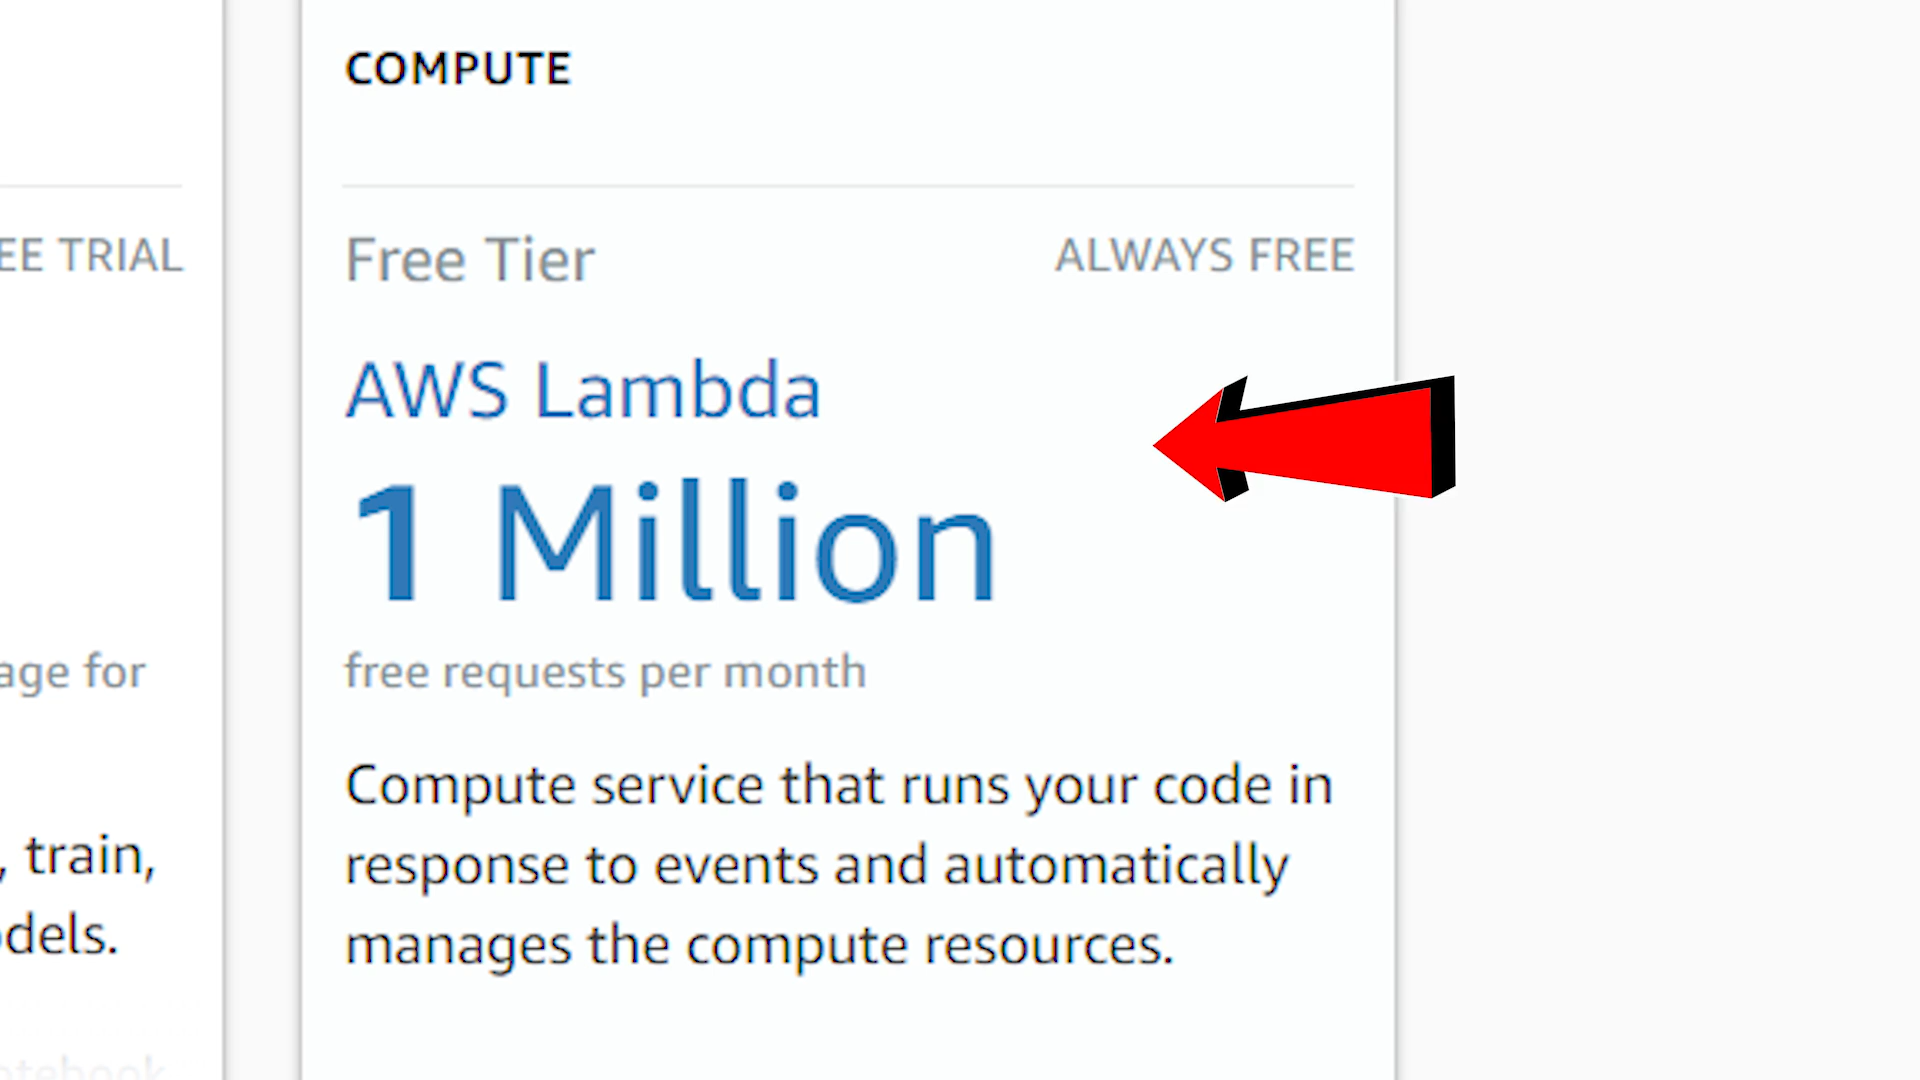 COMPUTE
EE TRIAL
Free Tier
ALWAYS FREE
AWS Lambda
1 Million
age for
free requests per month
Compute service that runs your code in
, train,
response to events and automatically
dels.
manages the compute resources.